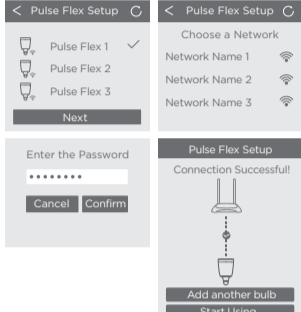 < Pulse Flex Setup
Pulse Flex 1
Pulse Flex 2
Pulse Flex 3
Next
< Pulse Flex Setup
Choose a Network
Network Name 1
Network Name 2
Network Name 3
Enter the Password
••••••••
Cancel Confirm
Pulse Flex Setup
Connection Successful!
Add another bulb
Start Using